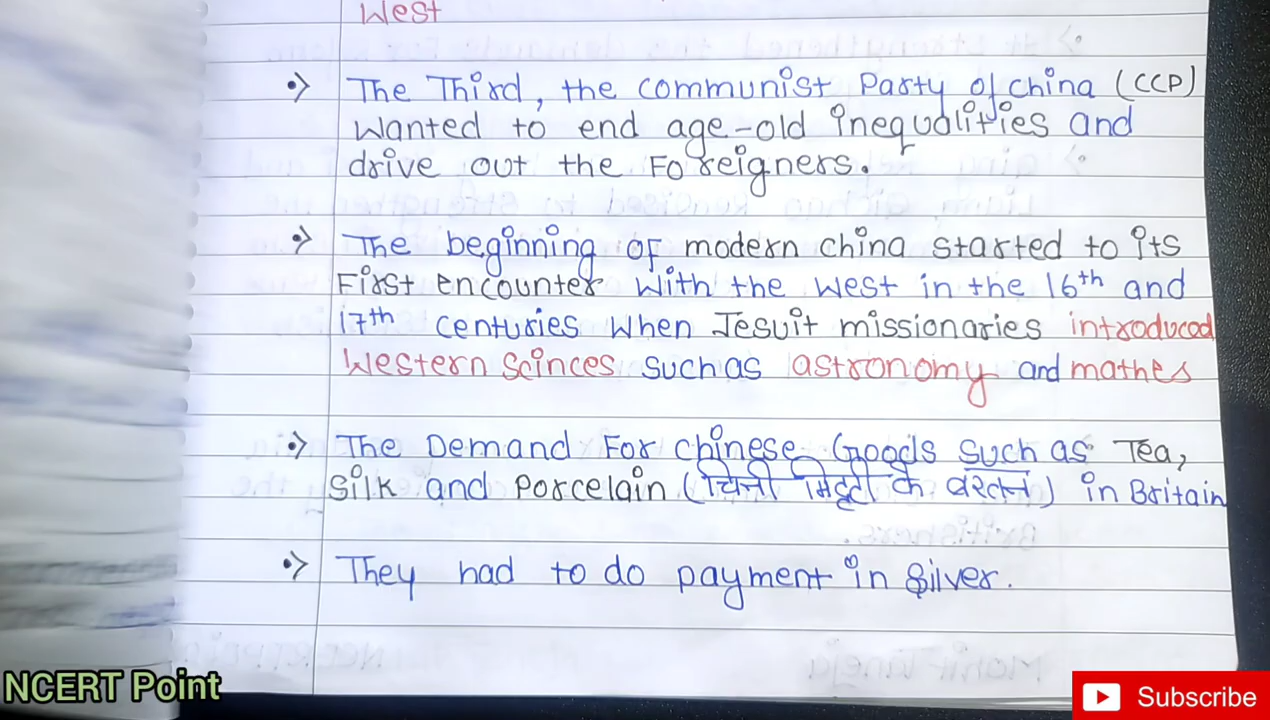 West
The Third, the communist Party of china (CCP)
Wanted to end age-old inequalities and
drive out the Foreigners.
The beginning of modern china started to its
First encounter with the west in the 16th and
17th centuries when Jesuit missionaries introduced
Western Scinces such as astronomy and mathes
The Demand For Chinese Goods such as Tea,
Silk and Porcelain (चिनी मिट्टी के बरतन) in Britain
They had to do payment in Silver.
NCERT Point
Subscribe